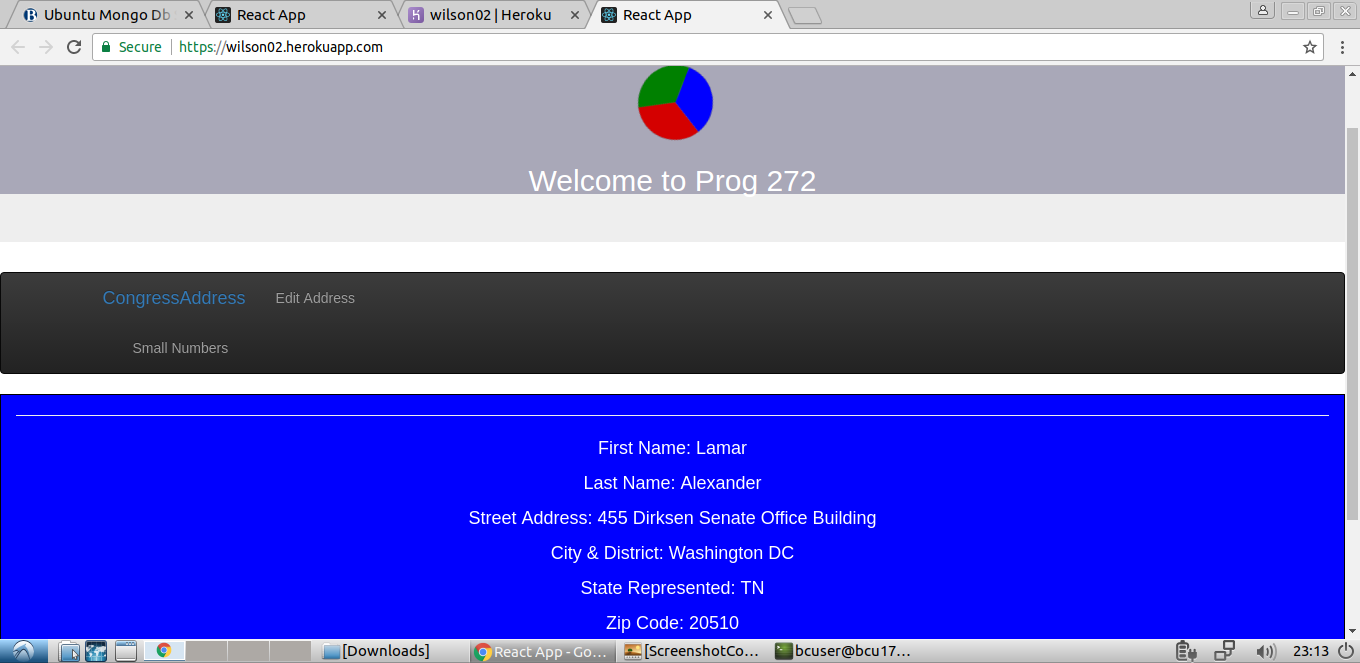 Ubuntu Mongo Db
React App
wilson02 | Heroku
React App
Secure https://wilson02.herokuapp.com
Welcome to Prog 272
CongressAddress Edit Address
Small Numbers
First Name: Lamar
Last Name: Alexander
Street Address: 455 Dirksen Senate Office Building
City & District: Washington DC
State Represented: TN
Zip Code: 20510
[Downloads] React App - Go... [ScreenshotCo... bcuser@bcu17... 23:13